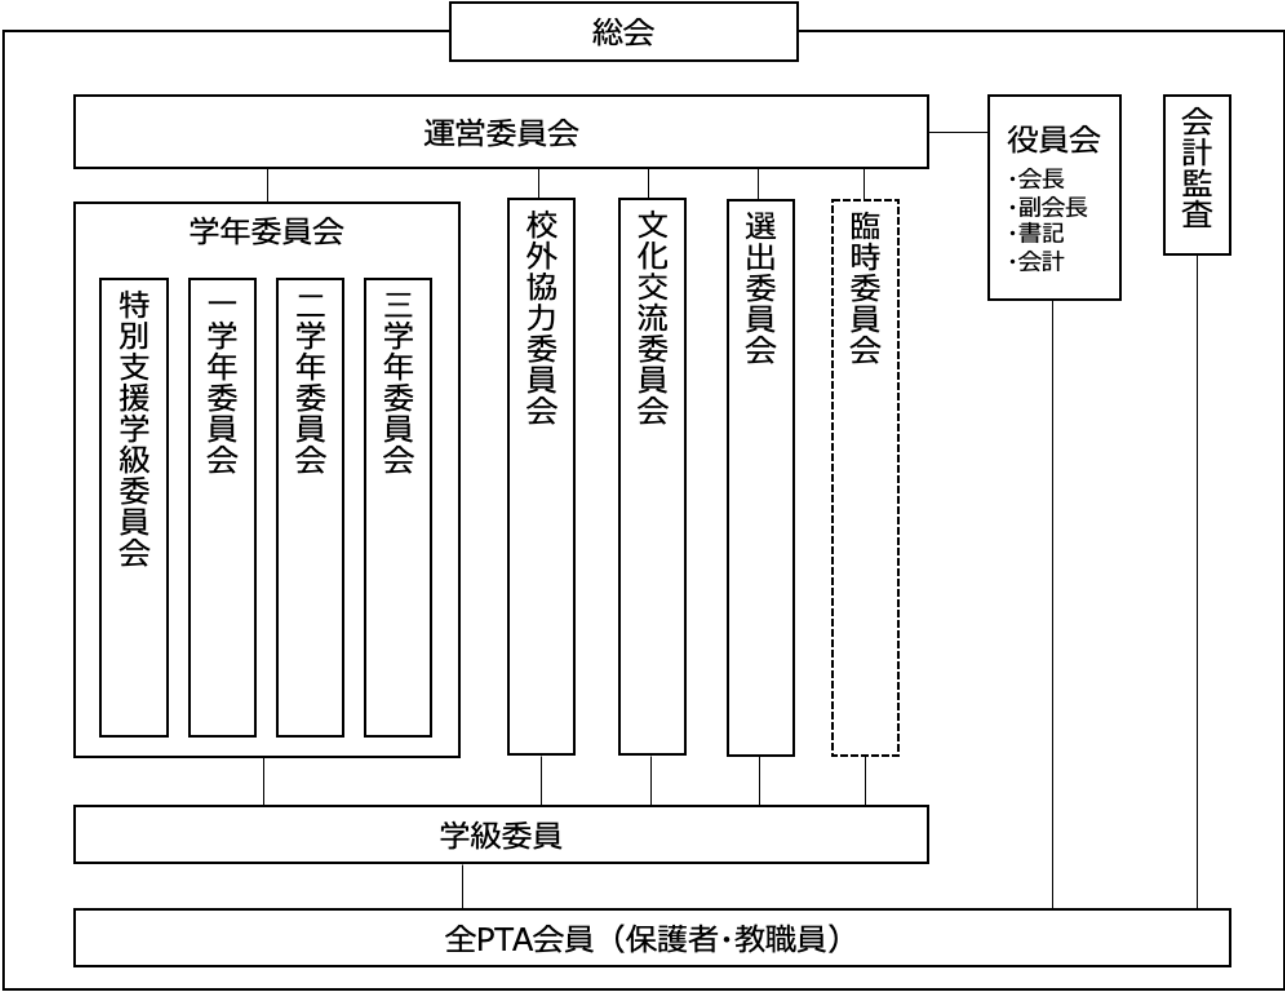 総会
運営委員会
役員会
・会長
・副会長
・書記
・会計
会計監査
学年委員会
特別支援学級委員会
一学年委員会
二学年委員会
三学年委員会
校外協力委員会
文化交流委員会
選出委員会
臨時委員会
学級委員
全PTA会員（保護者・教職員）